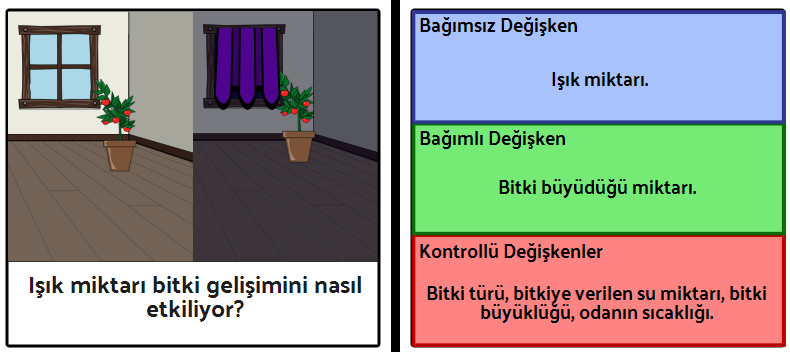 Işık miktarı bitki gelişimini nasıl
etkiliyor?
Bağımsız Değişken
Işık miktarı.
Bağımlı Değişken
Bitki büyüdüğü miktarı.
Kontrollü Değişkenler
Bitki türü, bitkiye verilen su miktarı, bitki
büyüklüğü, odanın sıcaklığı.